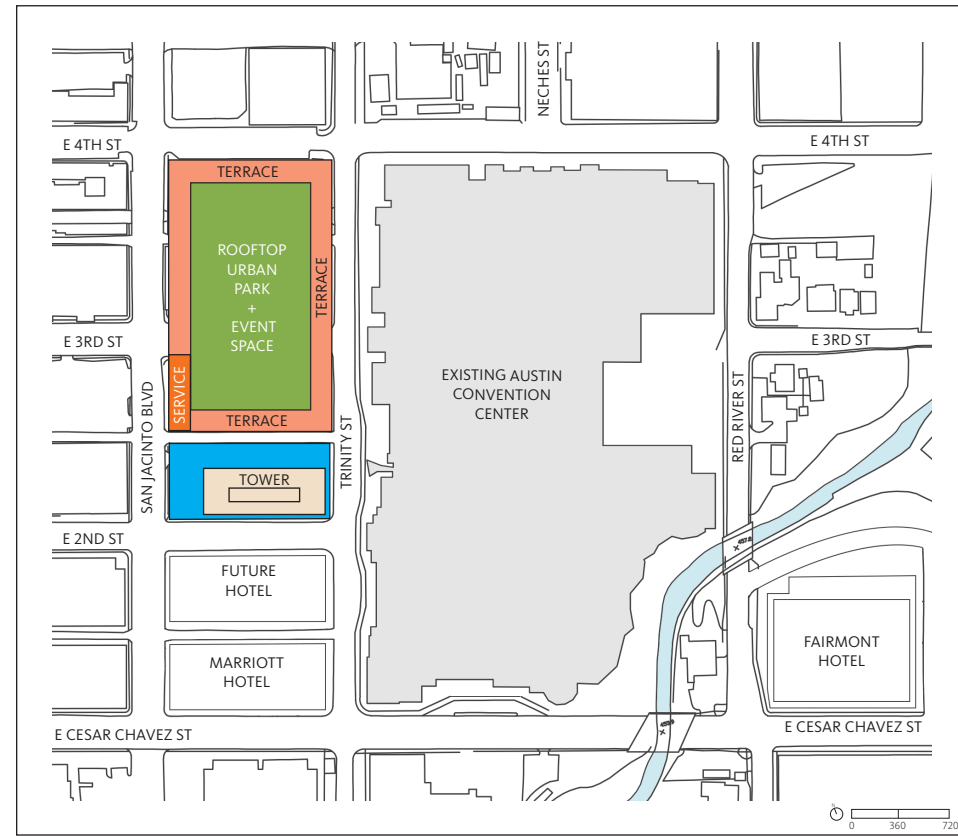 NECHES ST
E 4TH ST
E 4TH ST
TERRACE
ROOFTOP
URBAN
PARK
+
EVENT
SPACE
TERRACE
E 3RD ST
E 3RD ST
SERVICE
TERRACE
EXISTING AUSTIN
CONVENTION
CENTER
SAN JACINTO BLVD
TRINITY ST
RED RIVER ST
TOWER
E 2ND ST
FUTURE
HOTEL
MARRIOTT
HOTEL
FAIRMONT
HOTEL
E CESAR CHAVEZ ST
E CESAR CHAVEZ ST
0 360 720